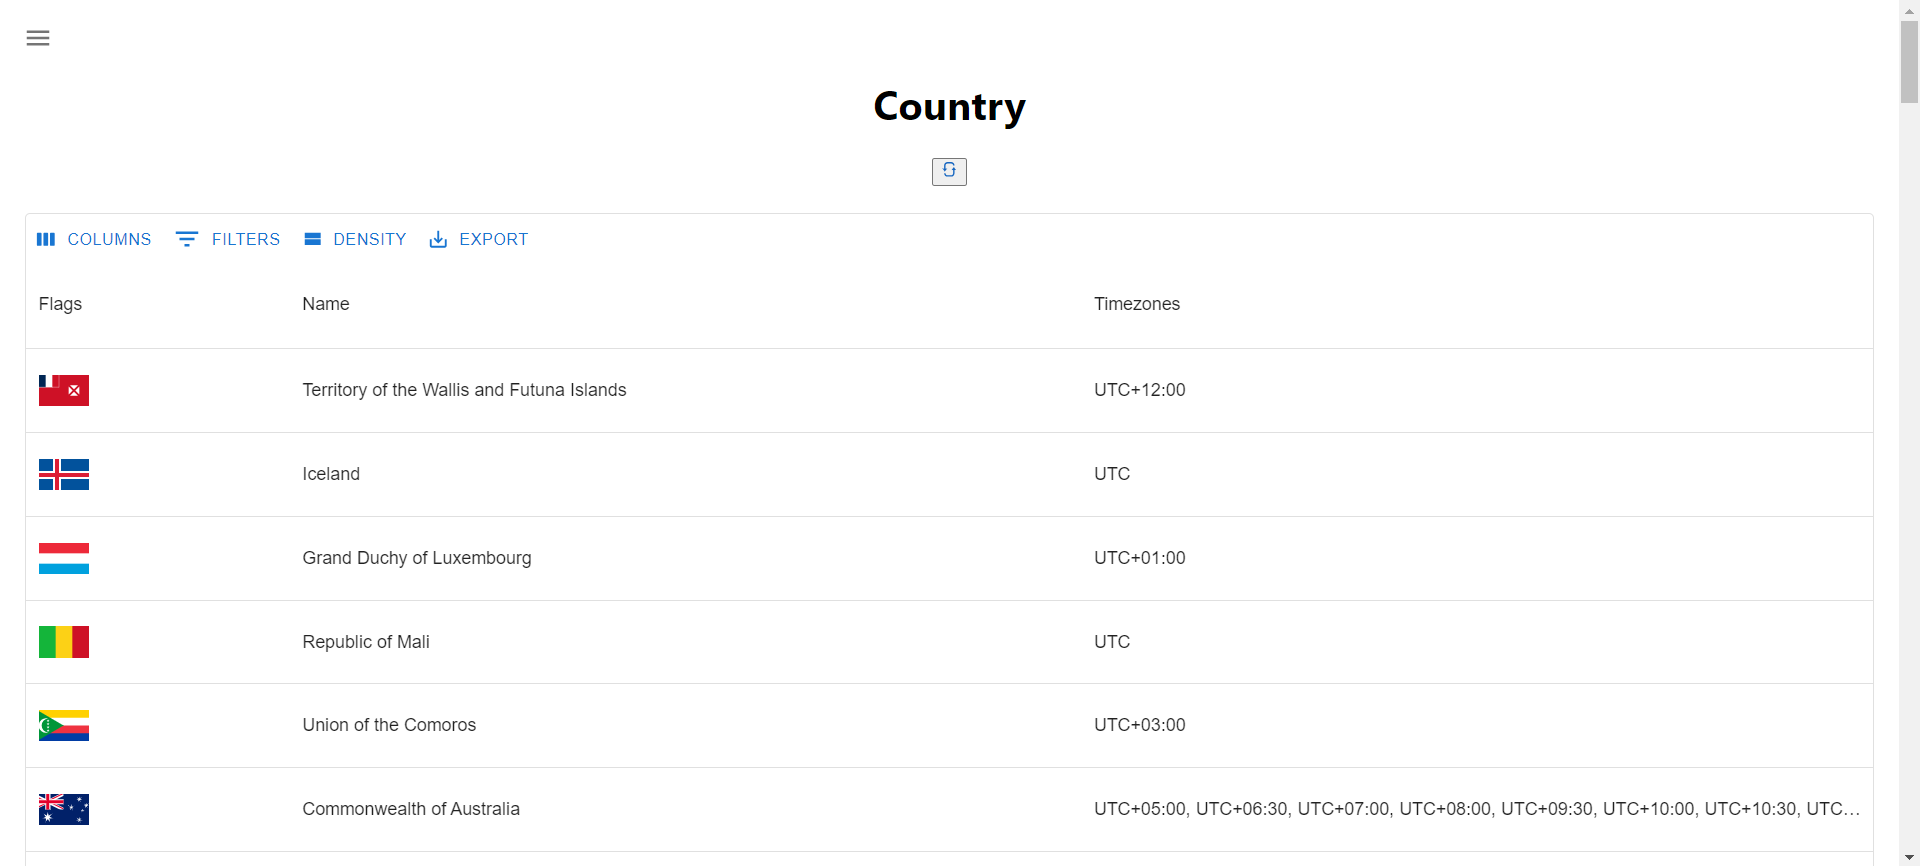 Country
COLUMNS FILTERS DENSITY EXPORT
Flags Name Timezones
Territory of the Wallis and Futuna Islands UTC+12:00
Iceland UTC
Grand Duchy of Luxembourg UTC+01:00
Republic of Mali UTC
Union of the Comoros UTC+03:00
Commonwealth of Australia UTC+05:00, UTC+06:30, UTC+07:00, UTC+08:00, UTC+09:30, UTC+10:00, UTC+10:30, UTC…